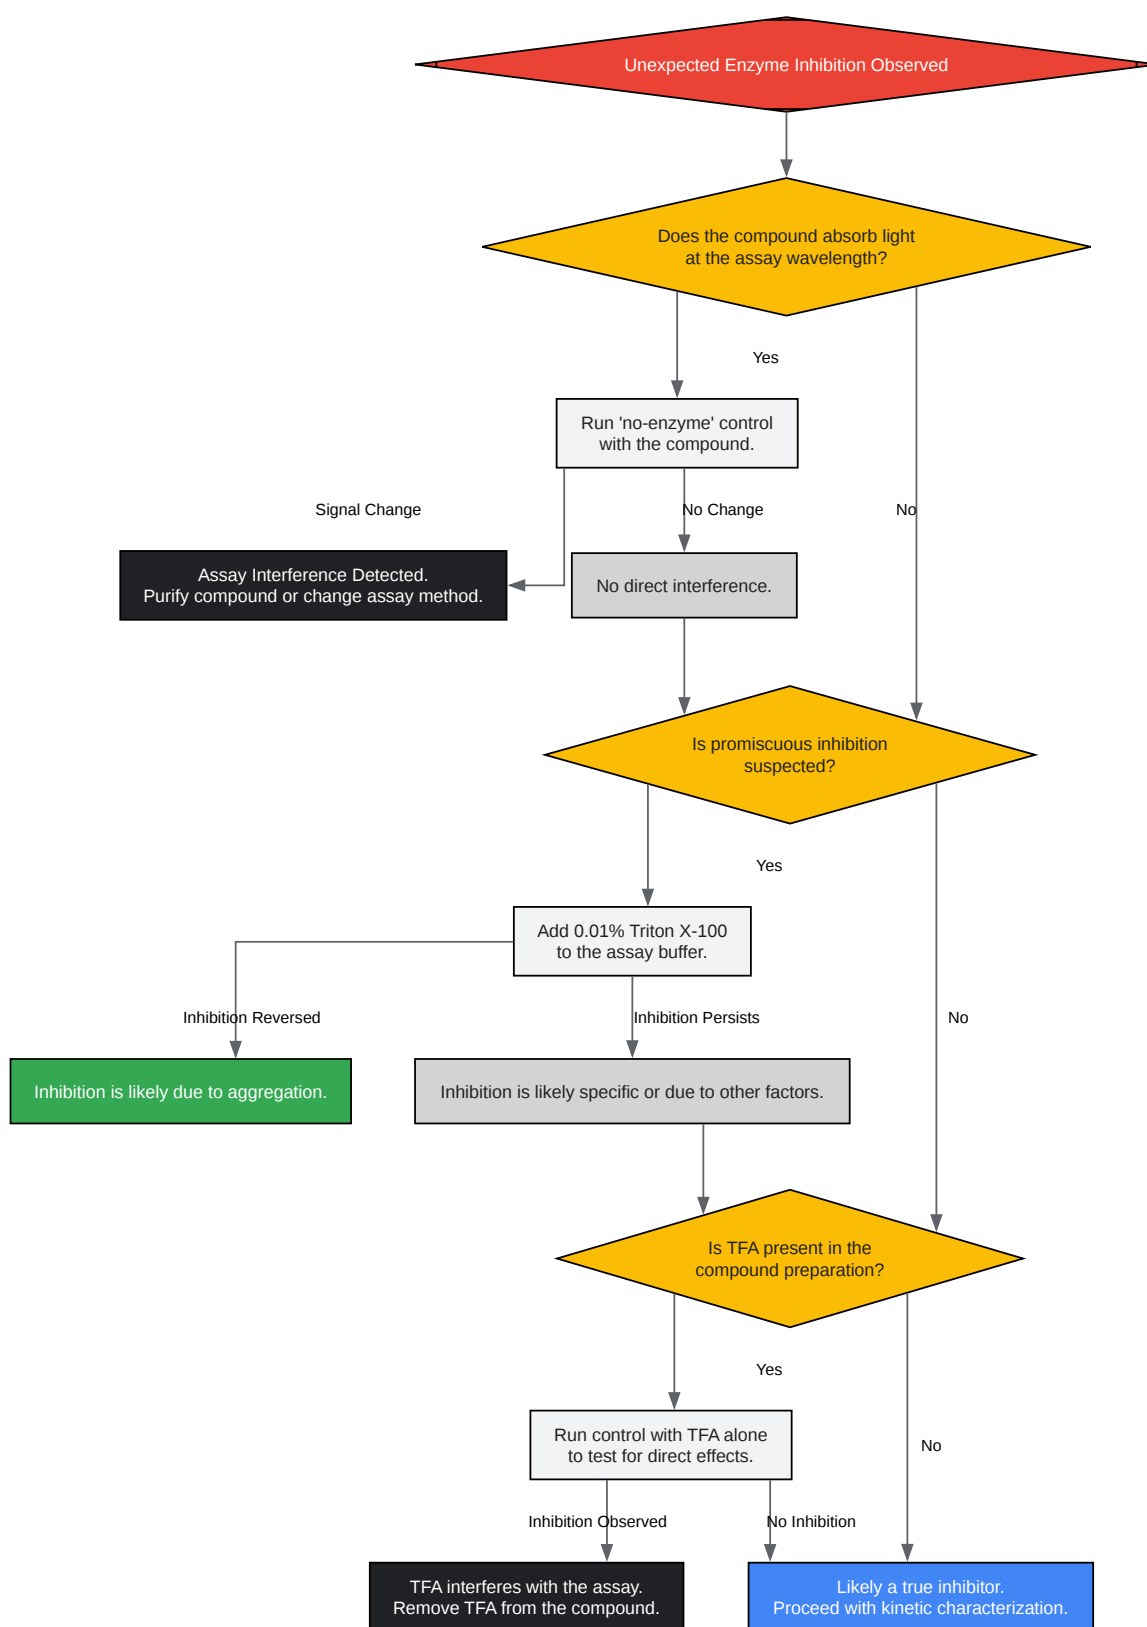 Unexpected Enzyme Inhibition Observed
Does the compound absorb light
at the assay wavelength?
Yes
Run 'no-enzyme' control
with the compound.
Signal Change
No Change
No
Assay Interference Detected.
Purify compound or change assay method.
No direct interference.
Is promiscuous inhibition
suspected?
Yes
Add 0.01% Triton X-100
to the assay buffer.
Inhibition Reversed
Inhibition Persists
No
Inhibition is likely due to aggregation.
Inhibition is likely specific or due to other factors.
Is TFA present in the
compound preparation?
Yes
Run control with TFA alone
to test for direct effects.
No
Inhibition Observed
No Inhibition
TFA interferes with the assay.
Remove TFA from the compound.
Likely a true inhibitor.
Proceed with kinetic characterization.